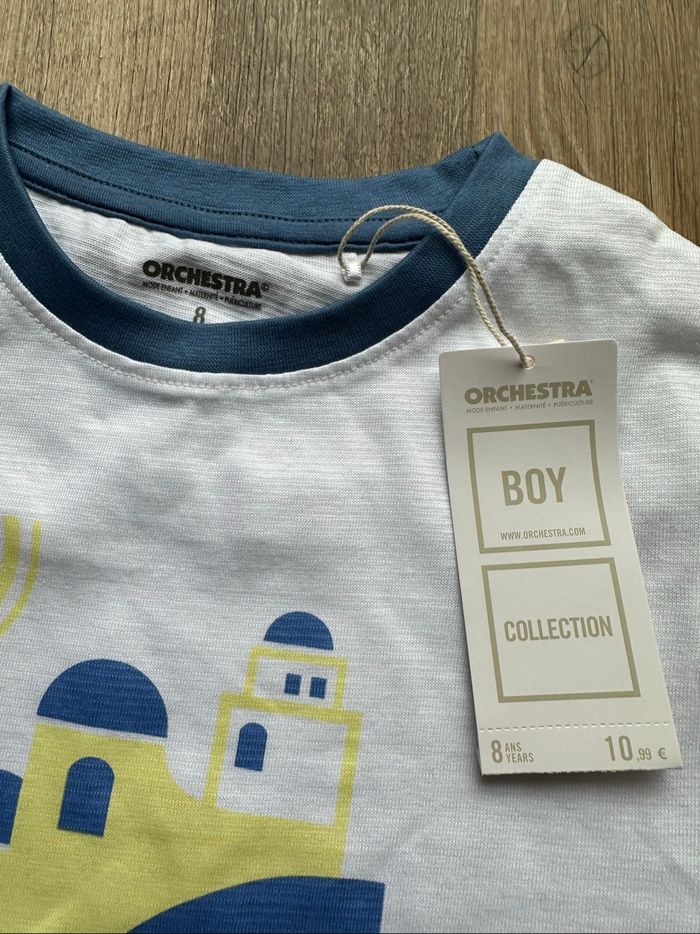 ORCHESTRA©
MODE ENFANT • MATERNITÉ • PUÉRICULTURE
8
ORCHESTRA®
MODE ENFANT • MATERNITÉ • PUÉRICULTURE
BOY
WWW.ORCHESTRA.COM
COLLECTION
8 ANS YEARS 10,99 €